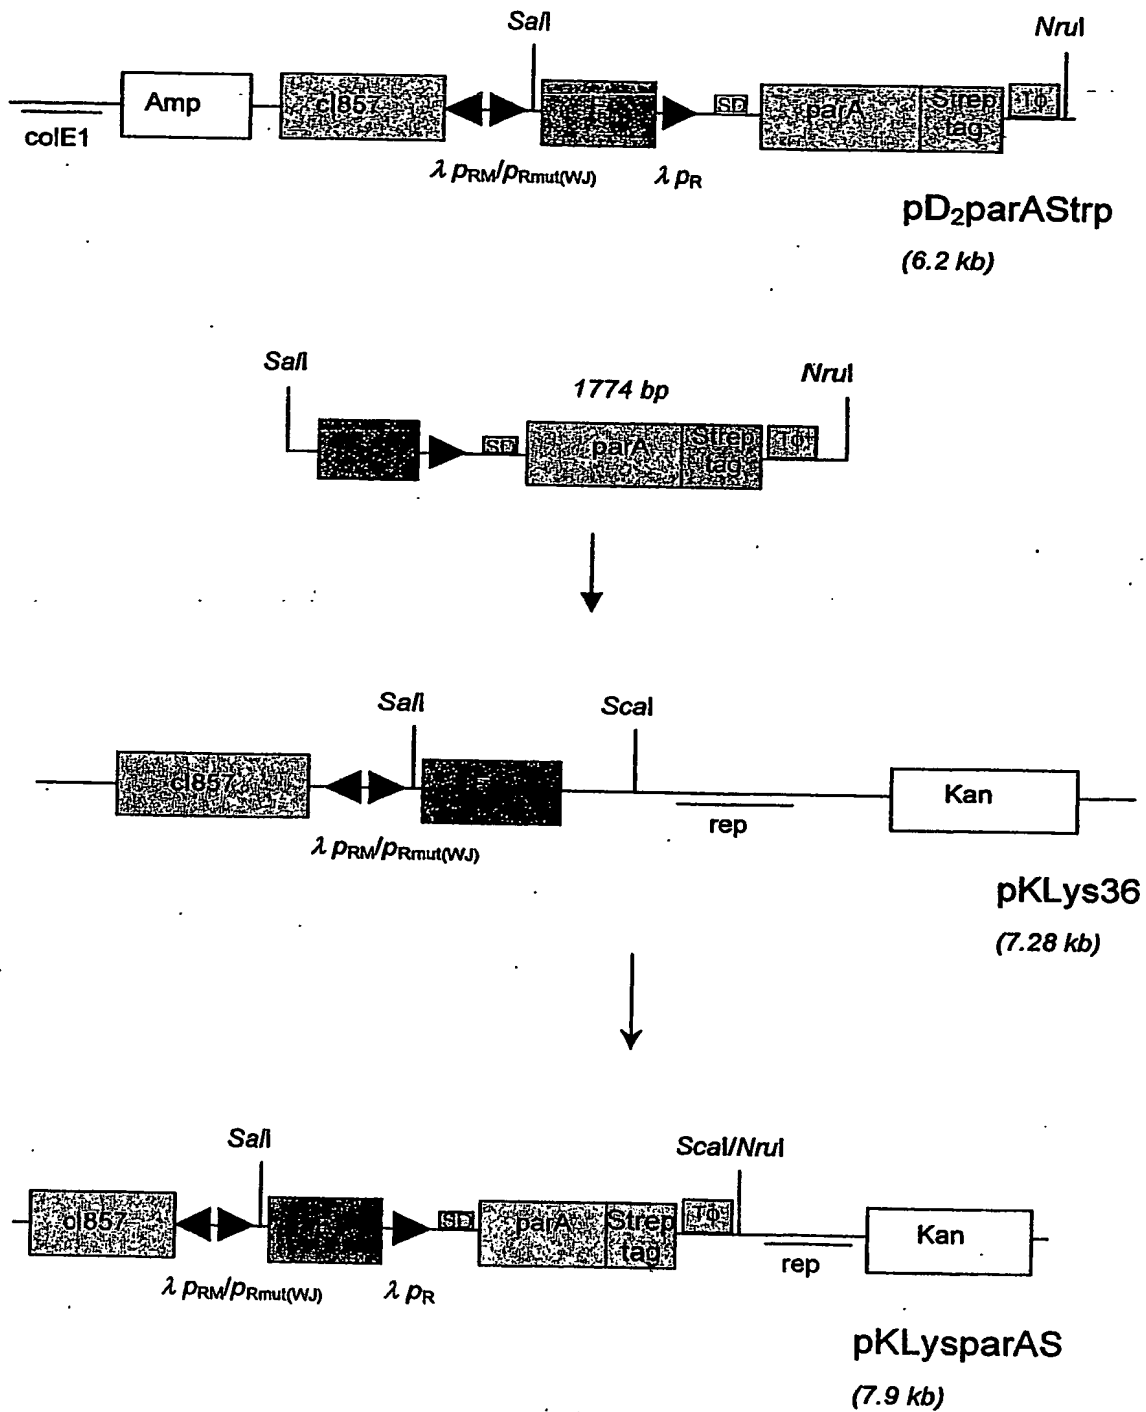 SalI
NruI
Amp
cI857
SD
parA
Strep
tag
TΦ
colE1
λ pRM/pRmut(WJ)
λ pR
pD₂parAStrp
(6.2 kb)
SalI
1774 bp
NruI
SD
parA
Strep
tag
TΦ
SalI
ScaI
cI857
Kan
rep
λ pRM/pRmut(WJ)
pKLys36
(7.28 kb)
SalI
ScaI/NruI
cI857
SD
parA
Strep
tag
TΦ
Kan
rep
λ pRM/pRmut(WJ)
λ pR
pKLysparAS
(7.9 kb)